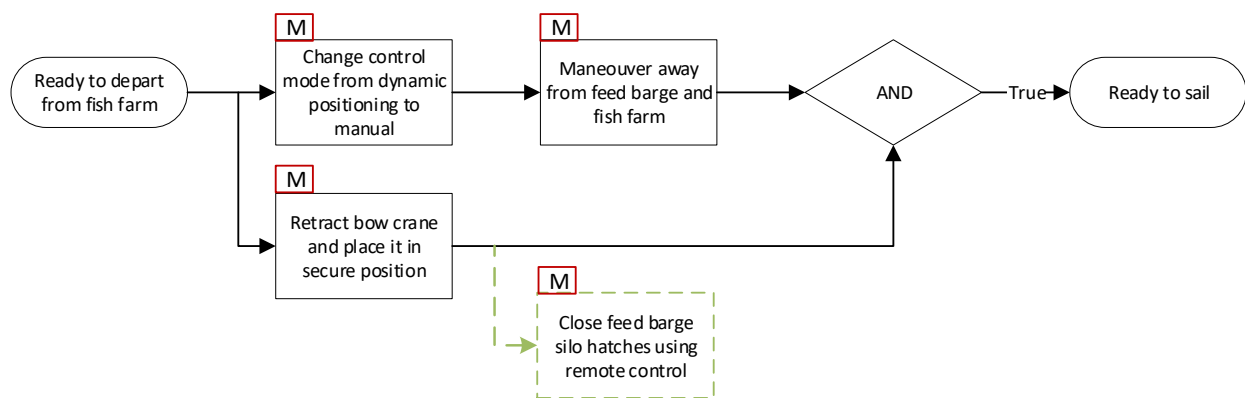 M
M
Ready to depart
from fish farm
Change control
mode from dynamic
positioning to
manual
Maneouver away
from feed barge and
fish farm
AND
True
Ready to sail
M
Retract bow crane
and place it in
secure position
M
Close feed barge
silo hatches using
remote control